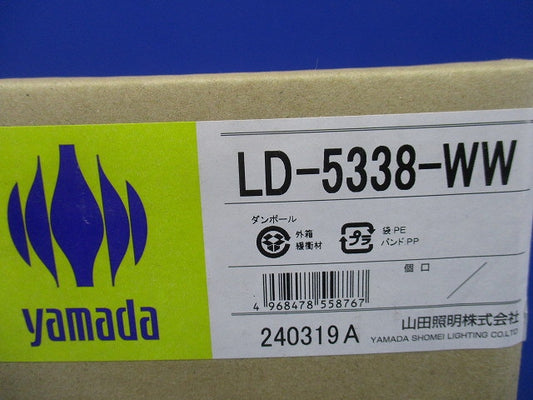 yamada
LD-5338-WW
ダンボール
外箱
緩衝材
プラ
袋 PE
バンド PP
個口 ／
4 968478 558767
240319A
山田照明株式会社
YAMADA SHOMEI LIGHTING CO.LTD